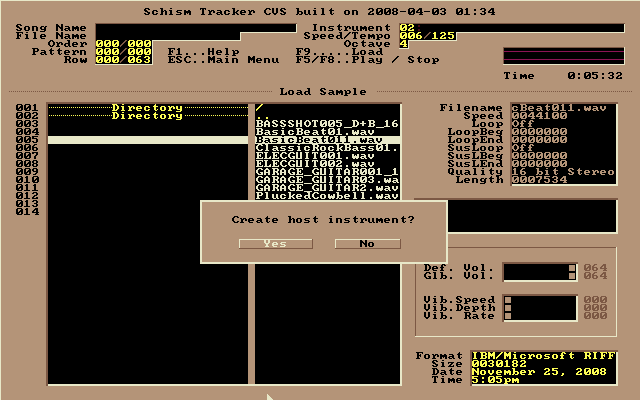 Schism Tracker CVS built on 2008-04-03 01:34
Song Name Instrument 02
File Name Speed/Tempo 006/125
Order 000/000 Octave 4
Pattern 000/000 F1...Help F9.....Load
Row 000/063 ESC..Main Menu F5/F8..Play / Stop
Time 0:05:32
Load Sample
001 Directory / Filename cBeat011.wav
002 Directory .. Speed 0044100
003 BASSSHOT005_D+B_16 Loop Off
004 BasicBeat01.wav LoopBeg 0000000
005 BasicBeat011.wav LoopEnd 0000000
006 ClassicRockBass01. SusLoop Off
007 ELECGUIT001.wav SusLBeg 0000000
008 ELECGUIT002.wav SusLEnd 0000000
009 GARAGE_GUITAR001_1 Quality 16 bit Stereo
010 GARAGE_GUITAR03.wa Length 0007534
011 GARAGE_GUITAR2.wav
012 PluckedCowbell.wav
013
014
Create host instrument?
Yes No
Def. Vol. 064
Glb. Vol. 064
Vib.Speed 000
Vib.Depth 000
Vib. Rate 000
Format IBM/Microsoft RIFF
Size 0030182
Date November 25, 2008
Time 5:05pm